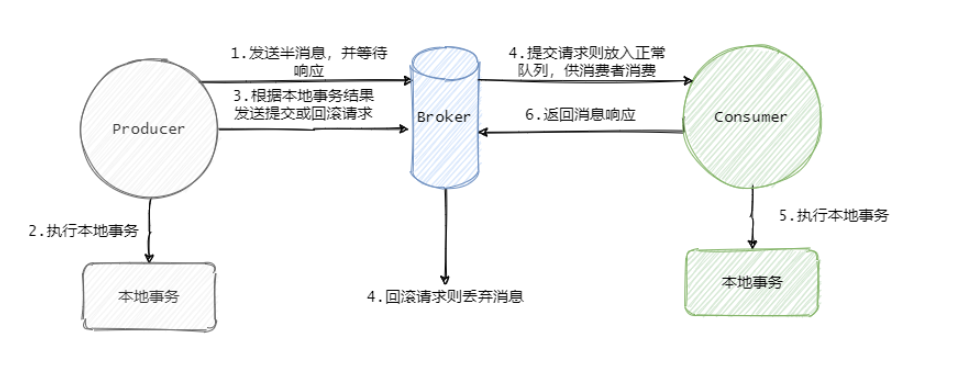 1.发送半消息，并等待
响应
3.根据本地事务结果
发送提交或回滚请求
4.提交请求则放入正常
队列，供消费者消费
6.返回消息响应
Producer
Broker
Consumer
2.执行本地事务
5.执行本地事务
本地事务
4.回滚请求则丢弃消息
本地事务